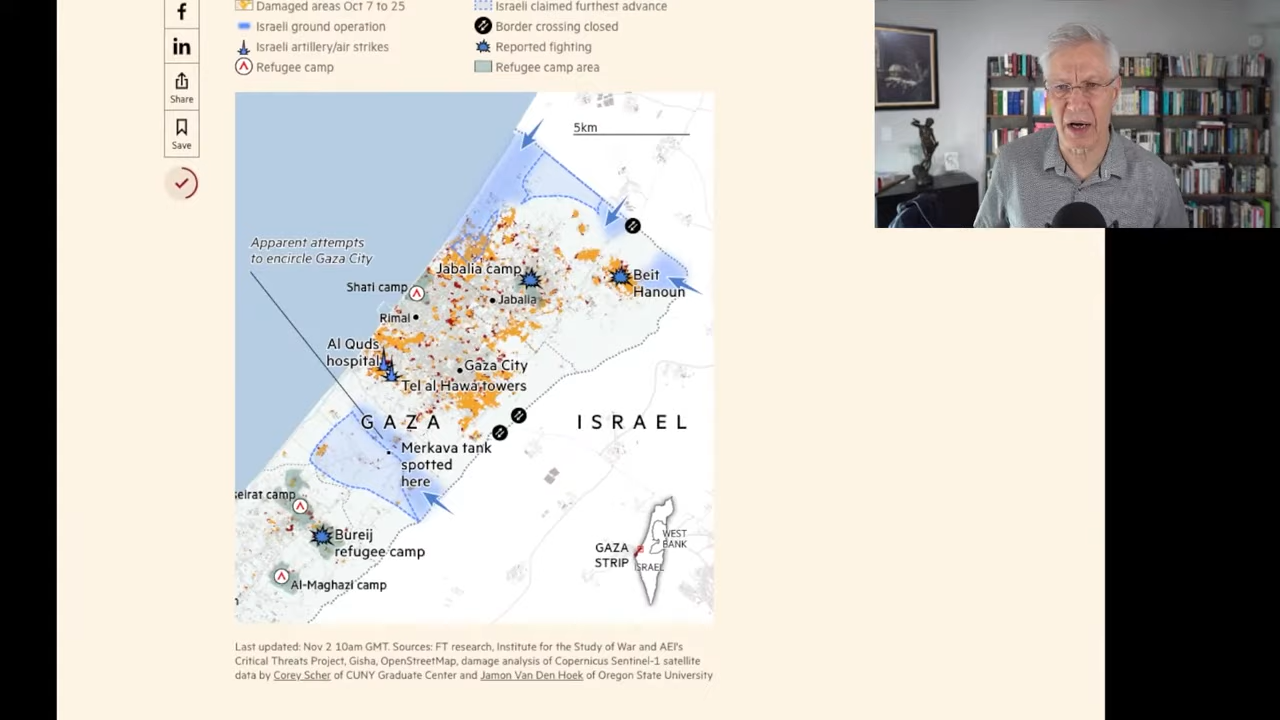 Damaged areas Oct 7 to 25
Israeli claimed furthest advance
Israeli ground operation
Border crossing closed
Israeli artillery/air strikes
Reported fighting
Refugee camp
Refugee camp area
f
in
Share
Save
5km
Apparent attempts
to encircle Gaza City
Jabalia camp
Beit
Hanoun
Shati camp
Jabalia
Rimal
Al Quds
hospital
Gaza City
Tel al Hawa towers
GAZA
ISRAEL
Merkava tank
spotted
here
seirat camp
Bureij
refugee camp
Al-Maghazi camp
WEST
BANK
GAZA
STRIP
ISRAEL
Last updated: Nov 2 10am GMT. Sources: FT research, Institute for the Study of War and AEI's
Critical Threats Project, Gisha, OpenStreetMap, damage analysis of Copernicus Sentinel-1 satellite
data by Corey Scher of CUNY Graduate Center and Jamon Van Den Hoek of Oregon State University